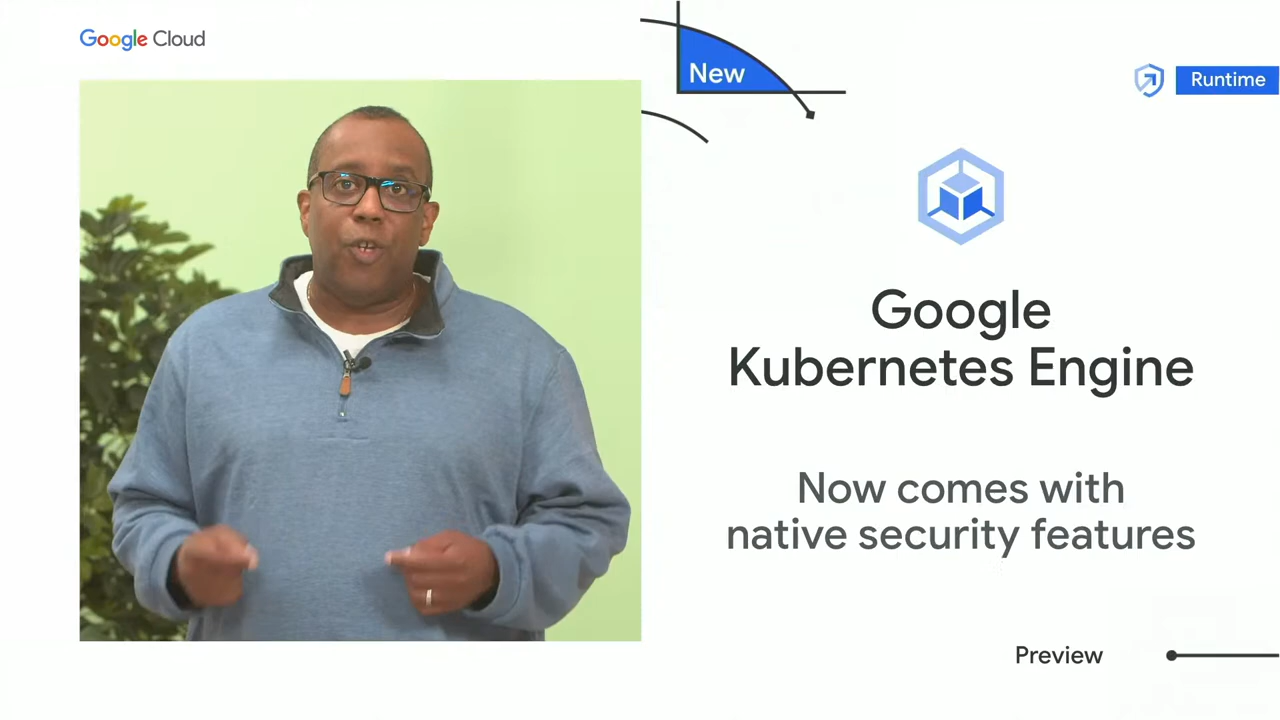 Google Cloud
New
Runtime
Google
Kubernetes Engine
Now comes with
native security features
Preview